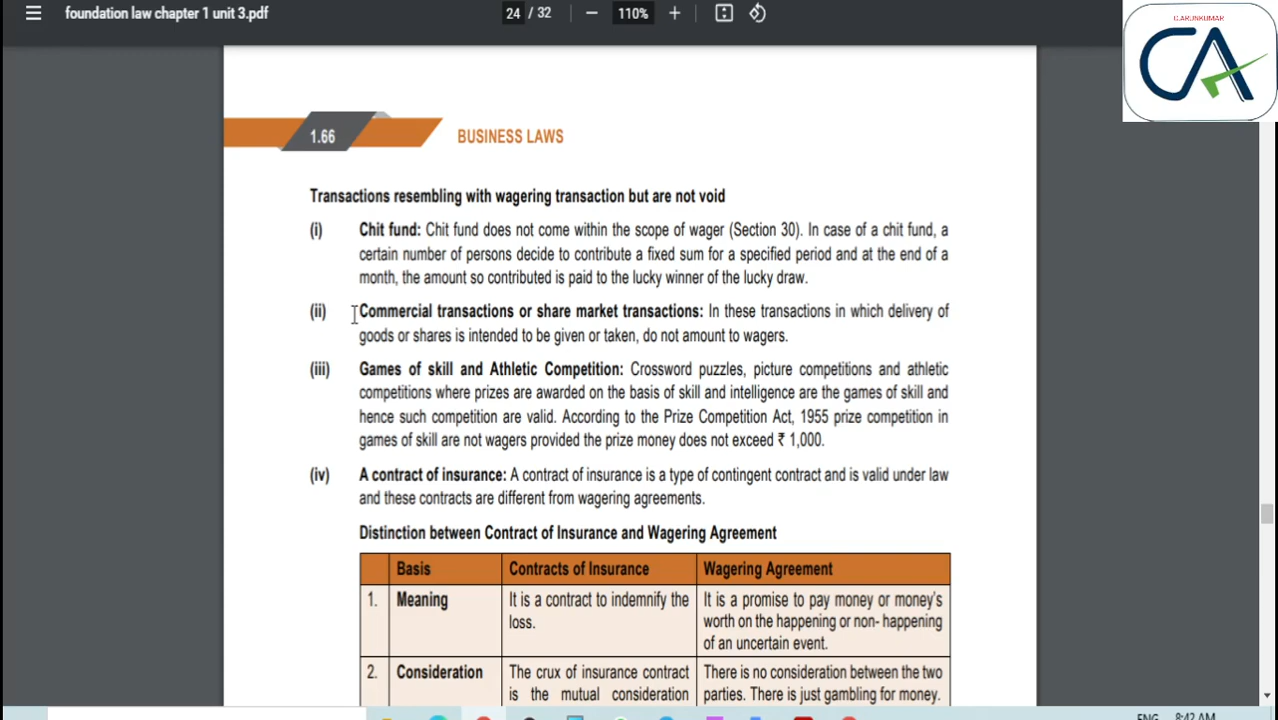 foundation law chapter 1 unit 3.pdf
24 / 32
110%
C.ARUNKUMAR
CA
1.66
BUSINESS LAWS
Transactions resembling with wagering transaction but are not void
(i) Chit fund: Chit fund does not come within the scope of wager (Section 30). In case of a chit fund, a
certain number of persons decide to contribute a fixed sum for a specified period and at the end of a
month, the amount so contributed is paid to the lucky winner of the lucky draw.
(ii) Commercial transactions or share market transactions: In these transactions in which delivery of
goods or shares is intended to be given or taken, do not amount to wagers.
(iii) Games of skill and Athletic Competition: Crossword puzzles, picture competitions and athletic
competitions where prizes are awarded on the basis of skill and intelligence are the games of skill and
hence such competition are valid. According to the Prize Competition Act, 1955 prize competition in
games of skill are not wagers provided the prize money does not exceed ₹ 1,000.
(iv) A contract of insurance: A contract of insurance is a type of contingent contract and is valid under law
and these contracts are different from wagering agreements.
Distinction between Contract of Insurance and Wagering Agreement
Basis Contracts of Insurance Wagering Agreement
1. Meaning It is a contract to indemnify the It is a promise to pay money or money's
loss. worth on the happening or non- happening
of an uncertain event.
2. Consideration The crux of insurance contract There is no consideration between the two
is the mutual consideration parties. There is just gambling for money.
ENG 8:42 AM